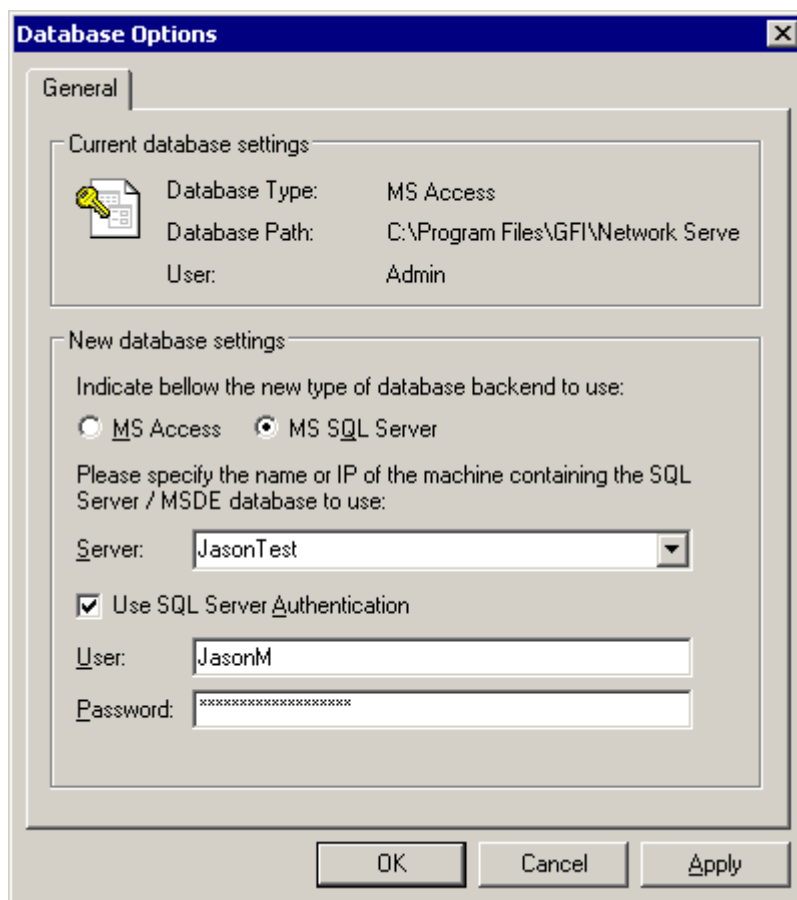 Database Options
General
Current database settings
Database Type: MS Access
Database Path: C:\Program Files\GFI\Network Serve
User: Admin
New database settings
Indicate bellow the new type of database backend to use:
MS Access MS SQL Server
Please specify the name or IP of the machine containing the SQL
Server / MSDE database to use:
Server: JasonTest
Use SQL Server Authentication
User: JasonM
Password: *******************
OK Cancel Apply